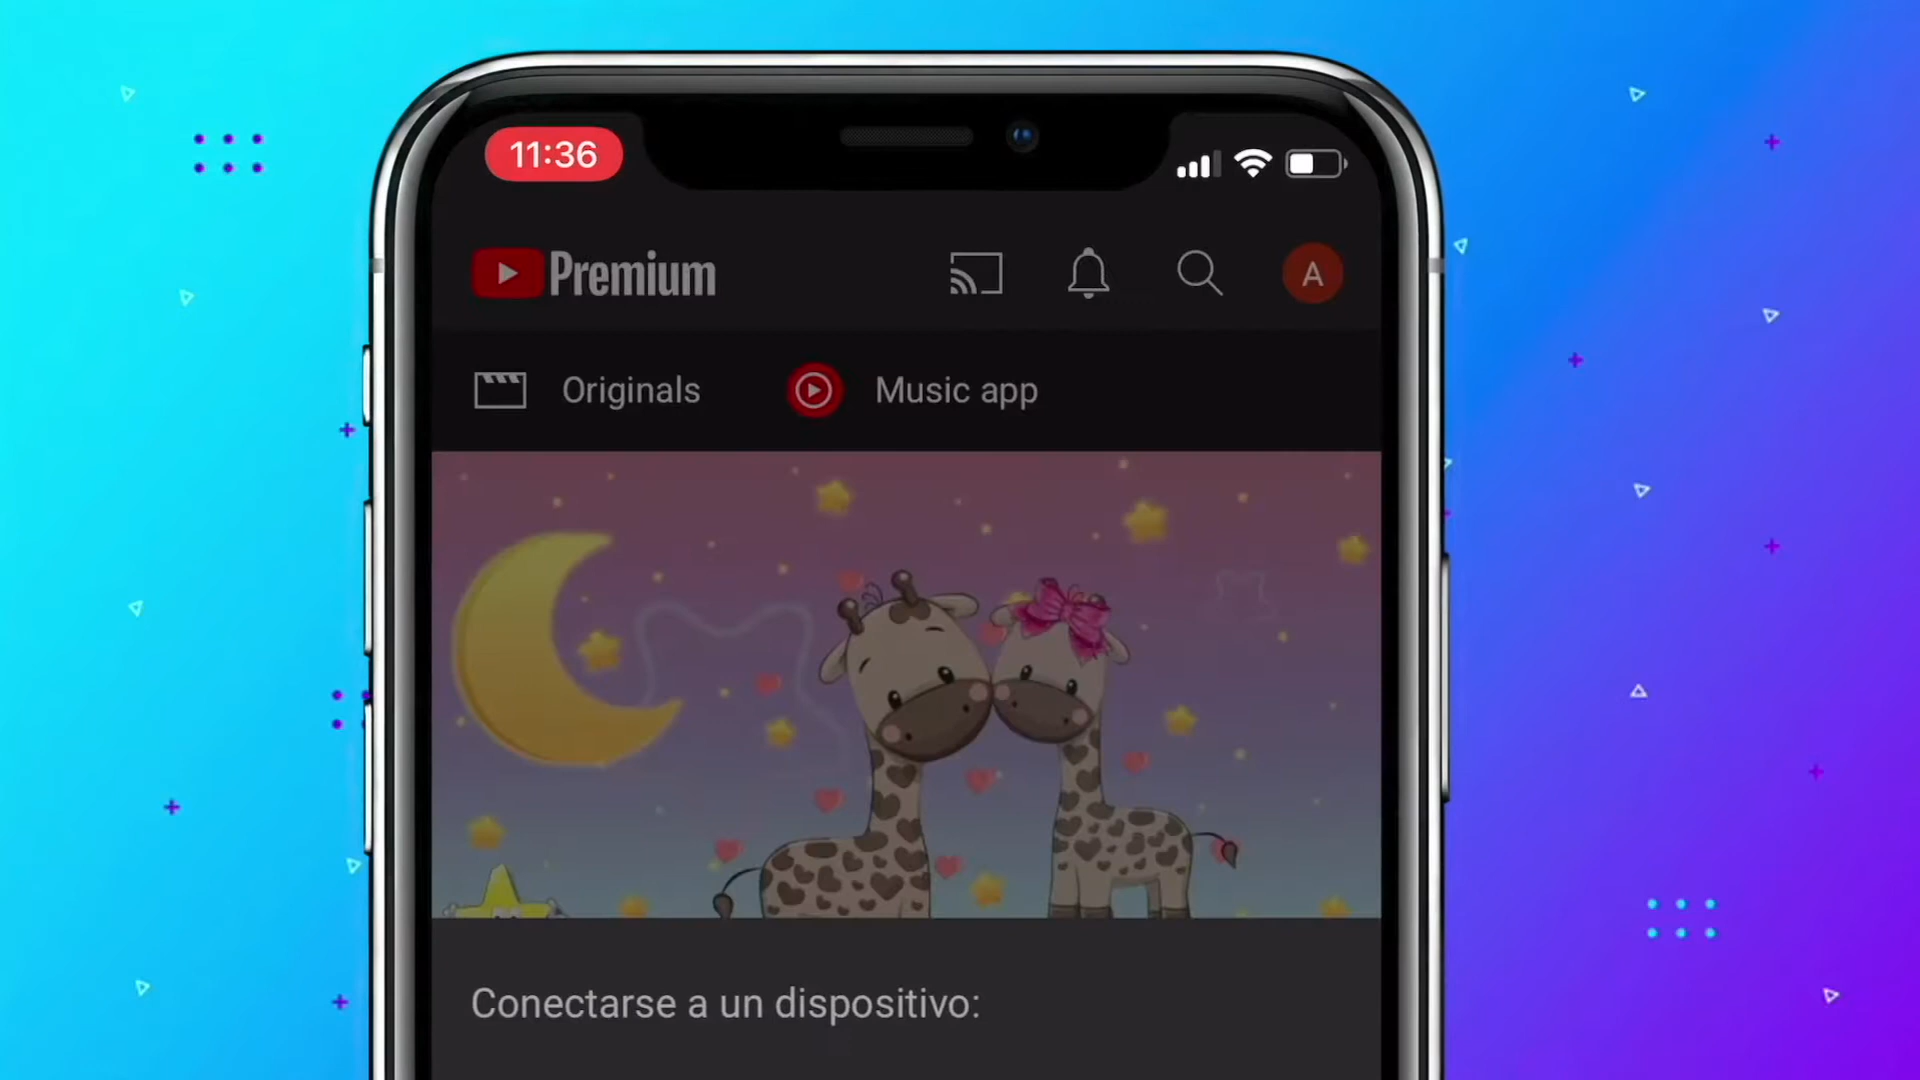 11:36
Premium
A
Originals
Music app
Conectarse a un dispositivo: